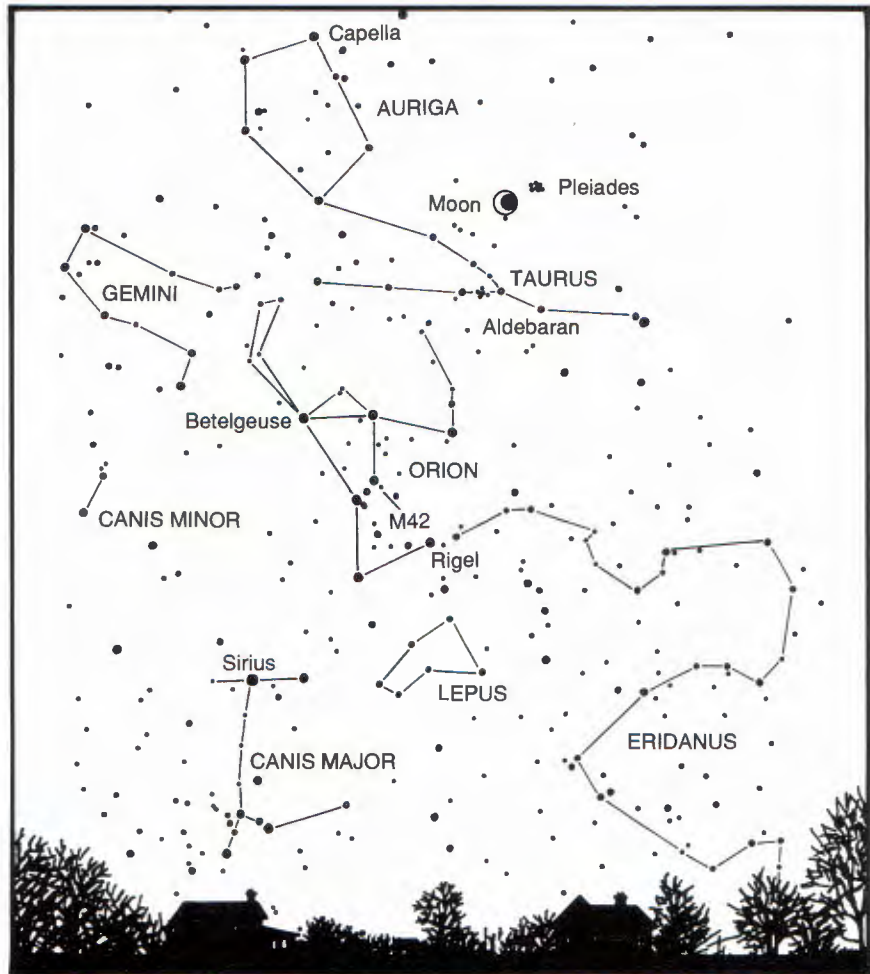 Capella
AURIGA
Pleiades
Moon
GEMINI
TAURUS
Aldebaran
Betelgeuse
ORION
CANIS MINOR
M42
Rigel
Sirius
LEPUS
ERIDANUS
CANIS MAJOR